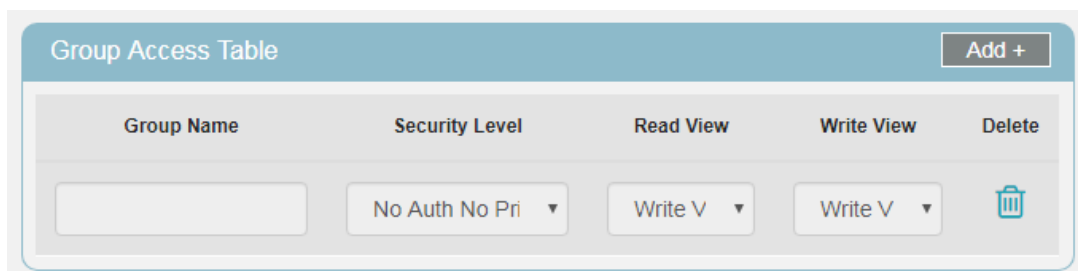 Group Access Table
Add +
Group Name Security Level Read View Write View Delete
No Auth No Pri Write V Write V